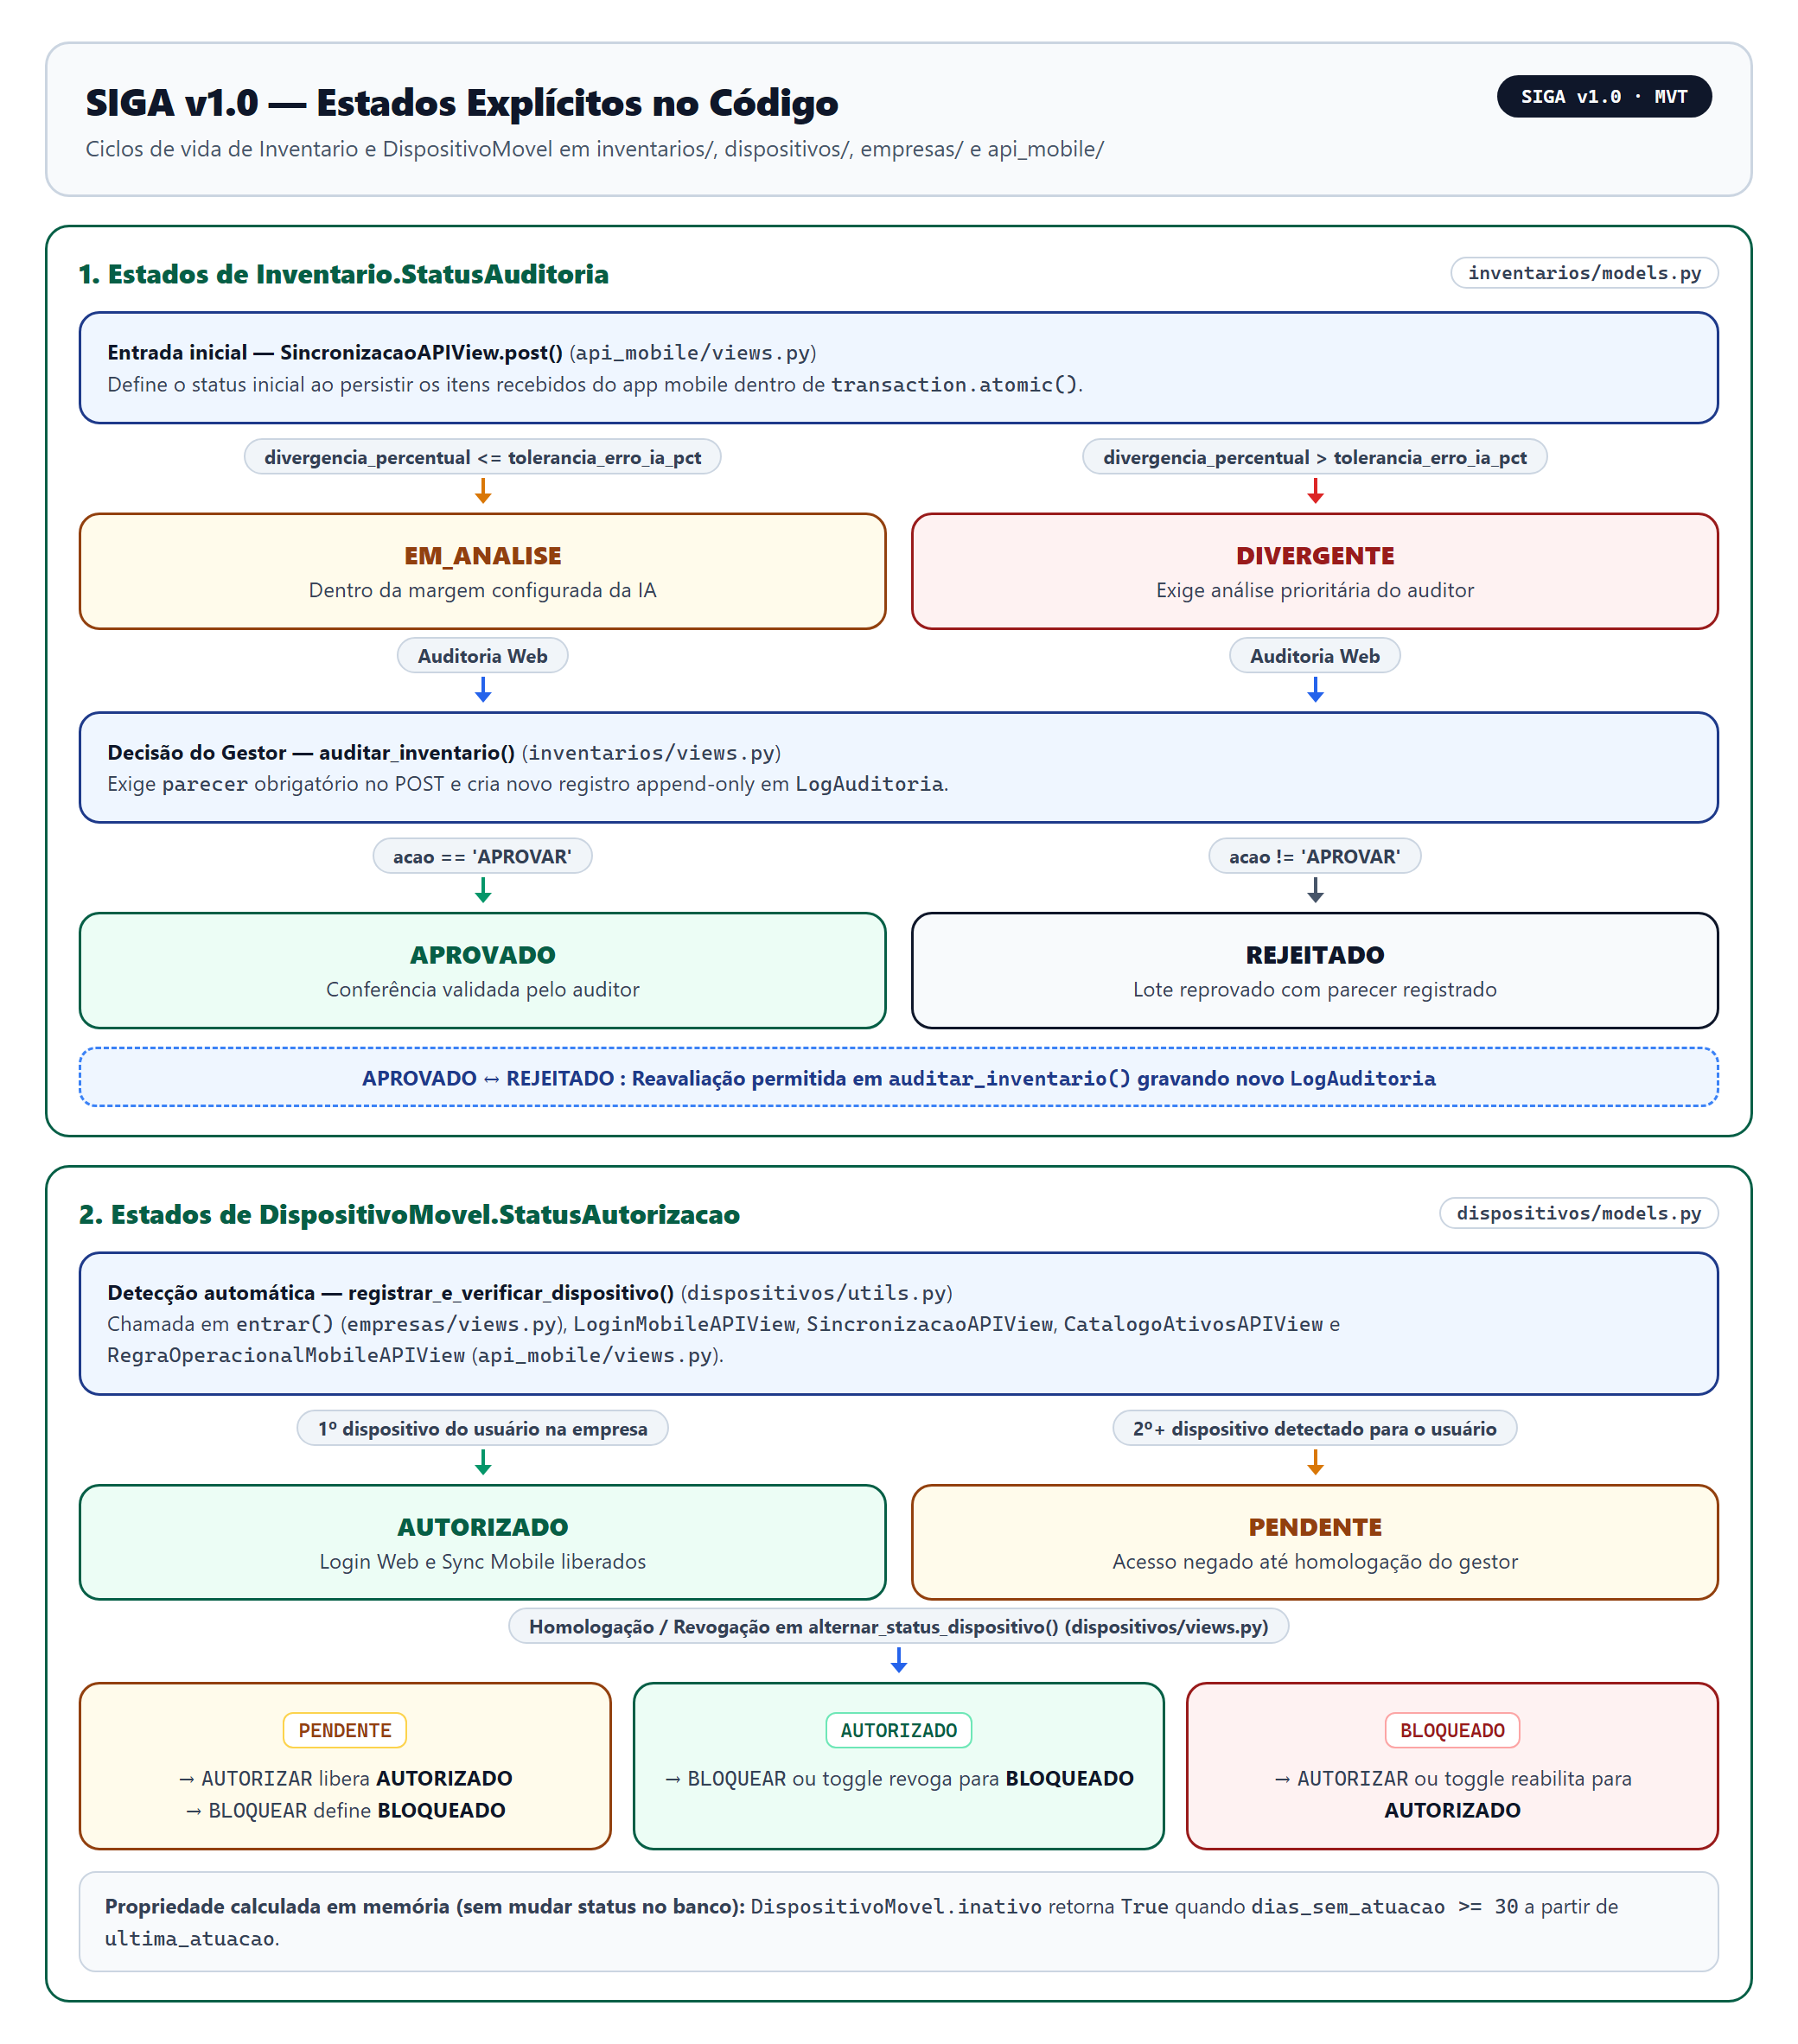 SIGA v1.0 — Estados Explícitos no Código
SIGA v1.0 · MVT
Ciclos de vida de Inventario e DispositivoMovel em inventarios/, dispositivos/, empresas/ e api_mobile/
1. Estados de Inventario.StatusAuditoria
inventarios/models.py
Entrada inicial — SincronizacaoAPIView.post() (api_mobile/views.py)
Define o status inicial ao persistir os itens recebidos do app mobile dentro de transaction.atomic().
divergencia_percentual <= tolerancia_erro_ia_pct
divergencia_percentual > tolerancia_erro_ia_pct
EM_ANALISE
Dentro da margem configurada da IA
DIVERGENTE
Exige análise prioritária do auditor
Auditoria Web
Auditoria Web
Decisão do Gestor — auditar_inventario() (inventarios/views.py)
Exige parecer obrigatório no POST e cria novo registro append-only em LogAuditoria.
acao == 'APROVAR'
acao != 'APROVAR'
APROVADO
Conferência validada pelo auditor
REJEITADO
Lote reprovado com parecer registrado
APROVADO ↔ REJEITADO : Reavaliação permitida em auditar_inventario() gravando novo LogAuditoria
2. Estados de DispositivoMovel.StatusAutorizacao
dispositivos/models.py
Detecção automática — registrar_e_verificar_dispositivo() (dispositivos/utils.py)
Chamada em entrar() (empresas/views.py), LoginMobileAPIView, SincronizacaoAPIView, CatalogoAtivosAPIView e
RegraOperacionalMobileAPIView (api_mobile/views.py).
1º dispositivo do usuário na empresa
2º+ dispositivo detectado para o usuário
AUTORIZADO
Login Web e Sync Mobile liberados
PENDENTE
Acesso negado até homologação do gestor
Homologação / Revogação em alternar_status_dispositivo() (dispositivos/views.py)
PENDENTE
→ AUTORIZAR libera AUTORIZADO
→ BLOQUEAR define BLOQUEADO
AUTORIZADO
→ BLOQUEAR ou toggle revoga para BLOQUEADO
BLOQUEADO
→ AUTORIZAR ou toggle reabilita para
AUTORIZADO
Propriedade calculada em memória (sem mudar status no banco): DispositivoMovel.inativo retorna True quando dias_sem_atuacao >= 30 a partir de
ultima_atuacao.